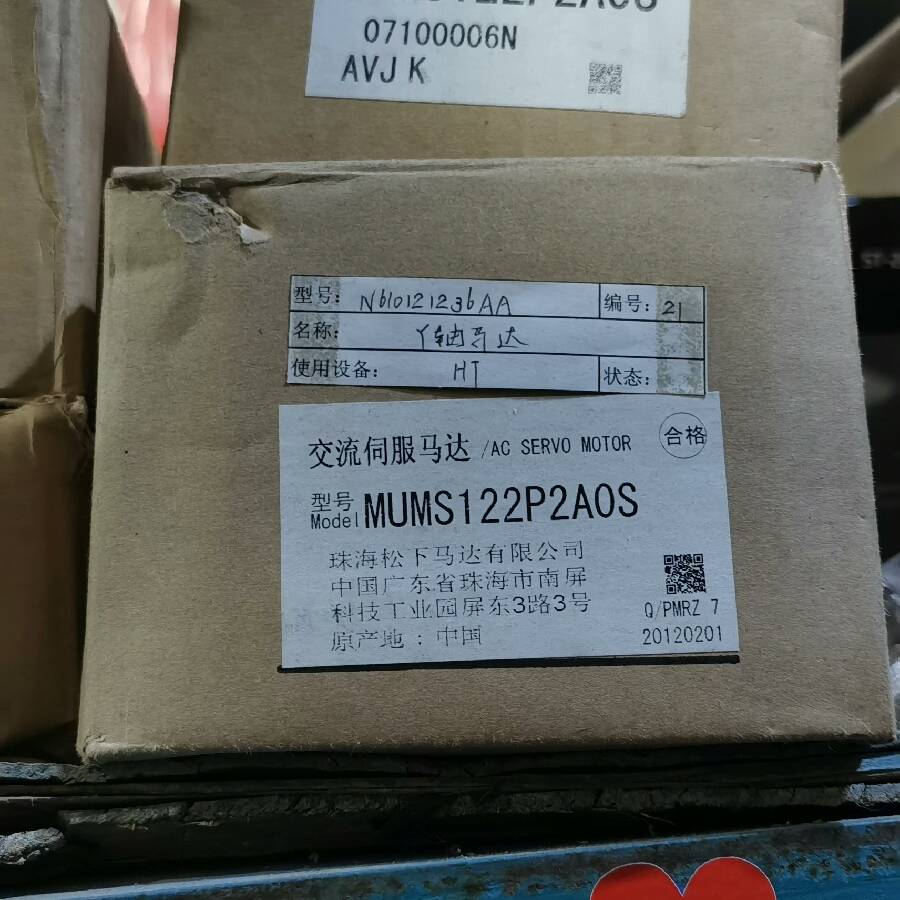 07100006N
AVJ K
型号: N610121236AA 编号: 21
名称: Y轴马达
使用设备: HT 状态:
交流伺服马达 /AC SERVO MOTOR 合格
型号
Model MUMS122P2A0S
珠海松下马达有限公司
中国广东省珠海市南屏
科技工业园屏东3路3号
原产地：中国
Q/PMRZ 7
20120201